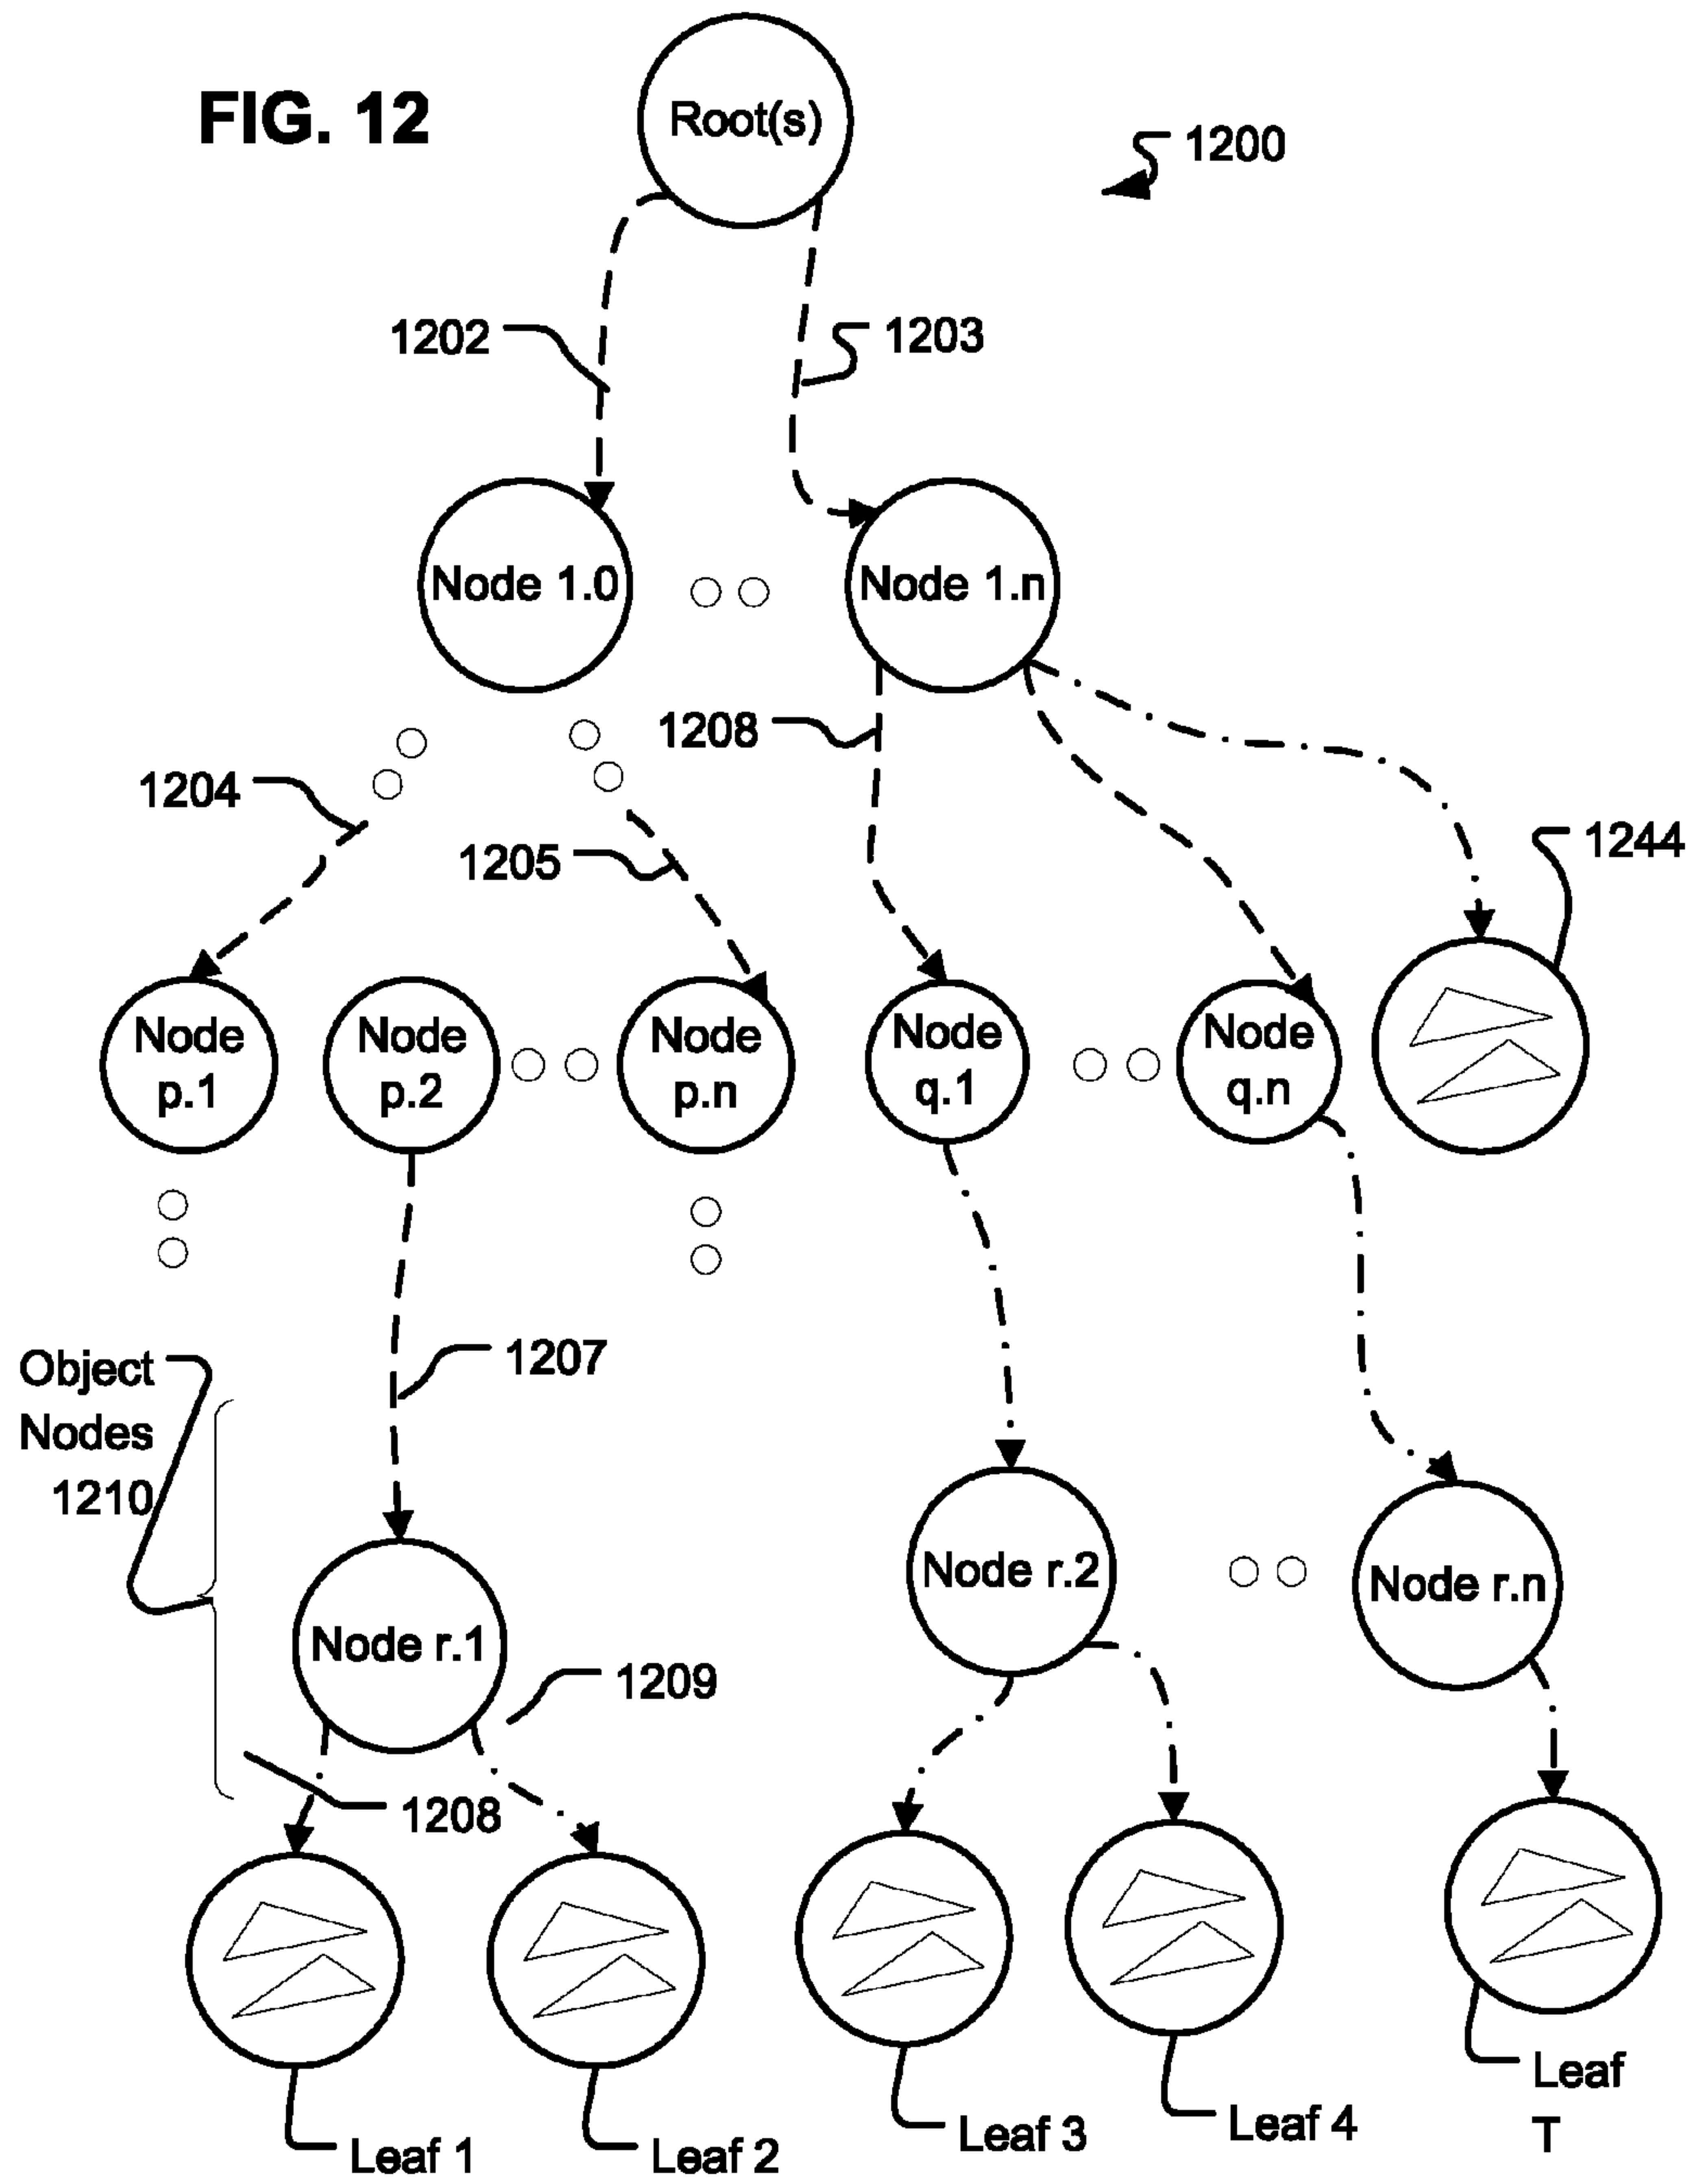 FIG. 12
Root(s)
1200
1202
1203
Node 1.0
Node 1.n
1208
1204
1205
1244
Node
p.1
Node
p.2
Node
p.n
Node
q.1
Node
q.n
Object
Nodes
1210
1207
Node r.1
Node r.2
Node r.n
1209
1208
Leaf 1
Leaf 2
Leaf 3
Leaf 4
Leaf
T